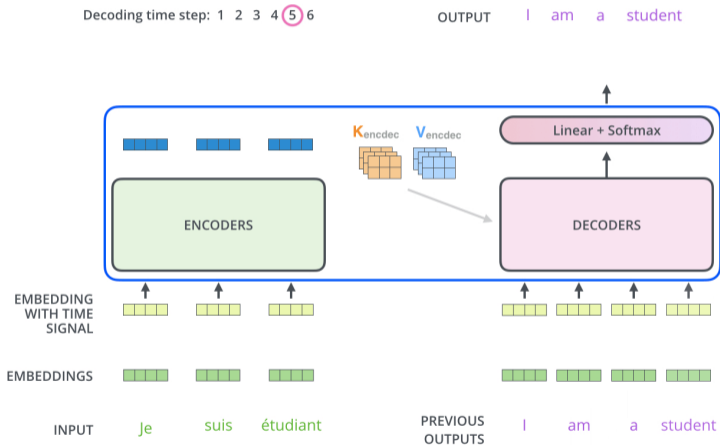 Decoding time step: 1 2 3 4 5 6
OUTPUT I am a student
Kencdec Vencdec
Linear + Softmax
ENCODERS
DECODERS
EMBEDDING
WITH TIME
SIGNAL
EMBEDDINGS
INPUT Je suis étudiant
PREVIOUS
OUTPUTS
I am a student